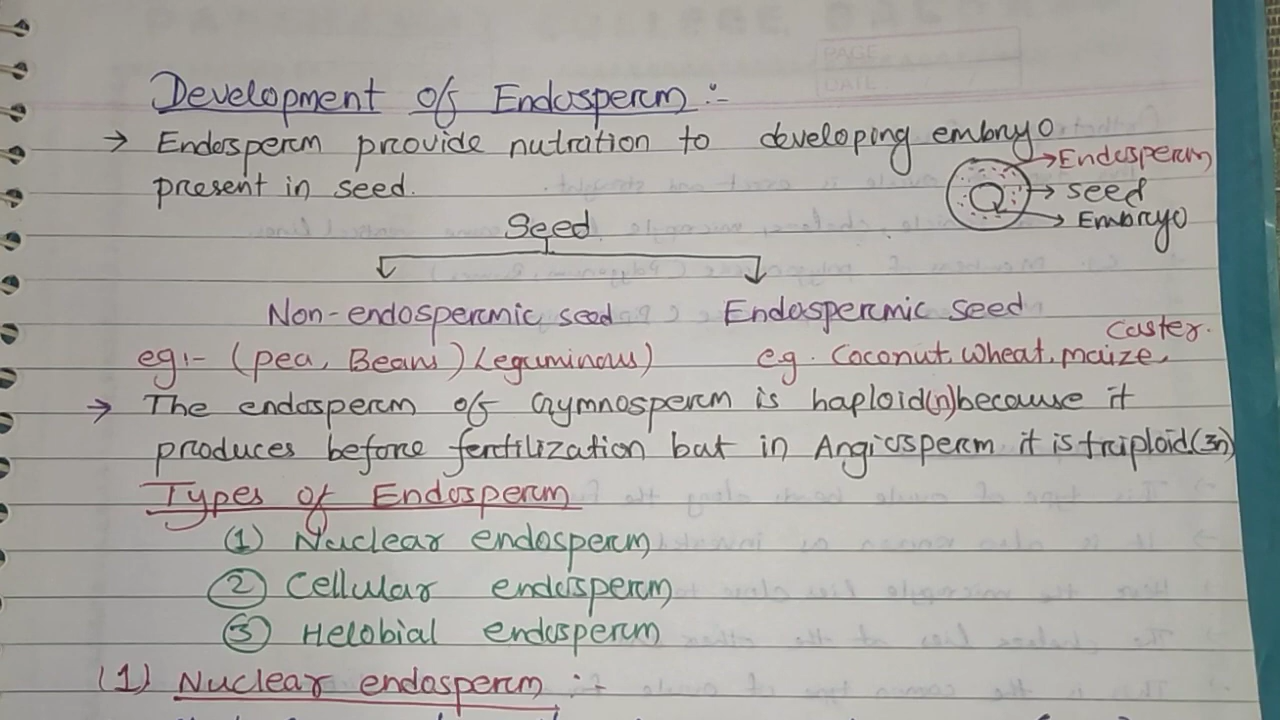 PAGE
DATE
Development of Endosperm :-
→ Endosperm provide nutrition to developing embryo
present in seed.
→ Endosperm
→ seed
→ Embryo
Seed
Non-endospermic seed Endospermic seed
eg:- (pea, Beans) Leguminous) e.g. Coconut, wheat, maize, caster.
→ The endosperm of Gymnosperm is haploid(n) because it
produces before fertilization but in Angiosperm it is triploid(3n)
Types of Endosperm
(1) Nuclear endosperm
(2) Cellular endosperm
(3) Helobial endosperm
(1) Nuclear endosperm :-